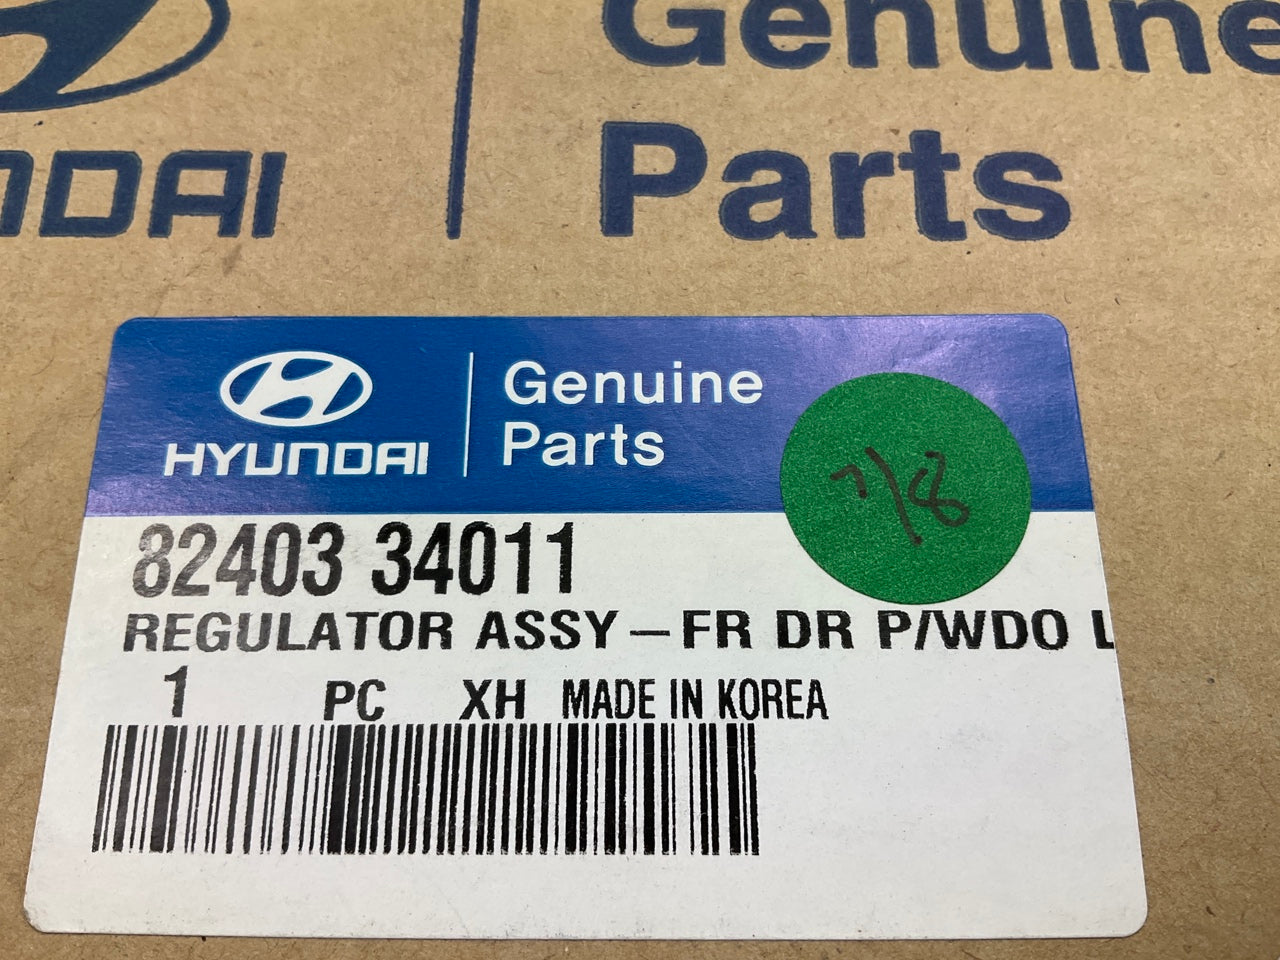 Genuine
Parts
NDAI
HYUNDAI
Genuine
Parts
7/8
82403 34011
REGULATOR ASSY-FR DR P/WDO L
1 PC XH MADE IN KOREA